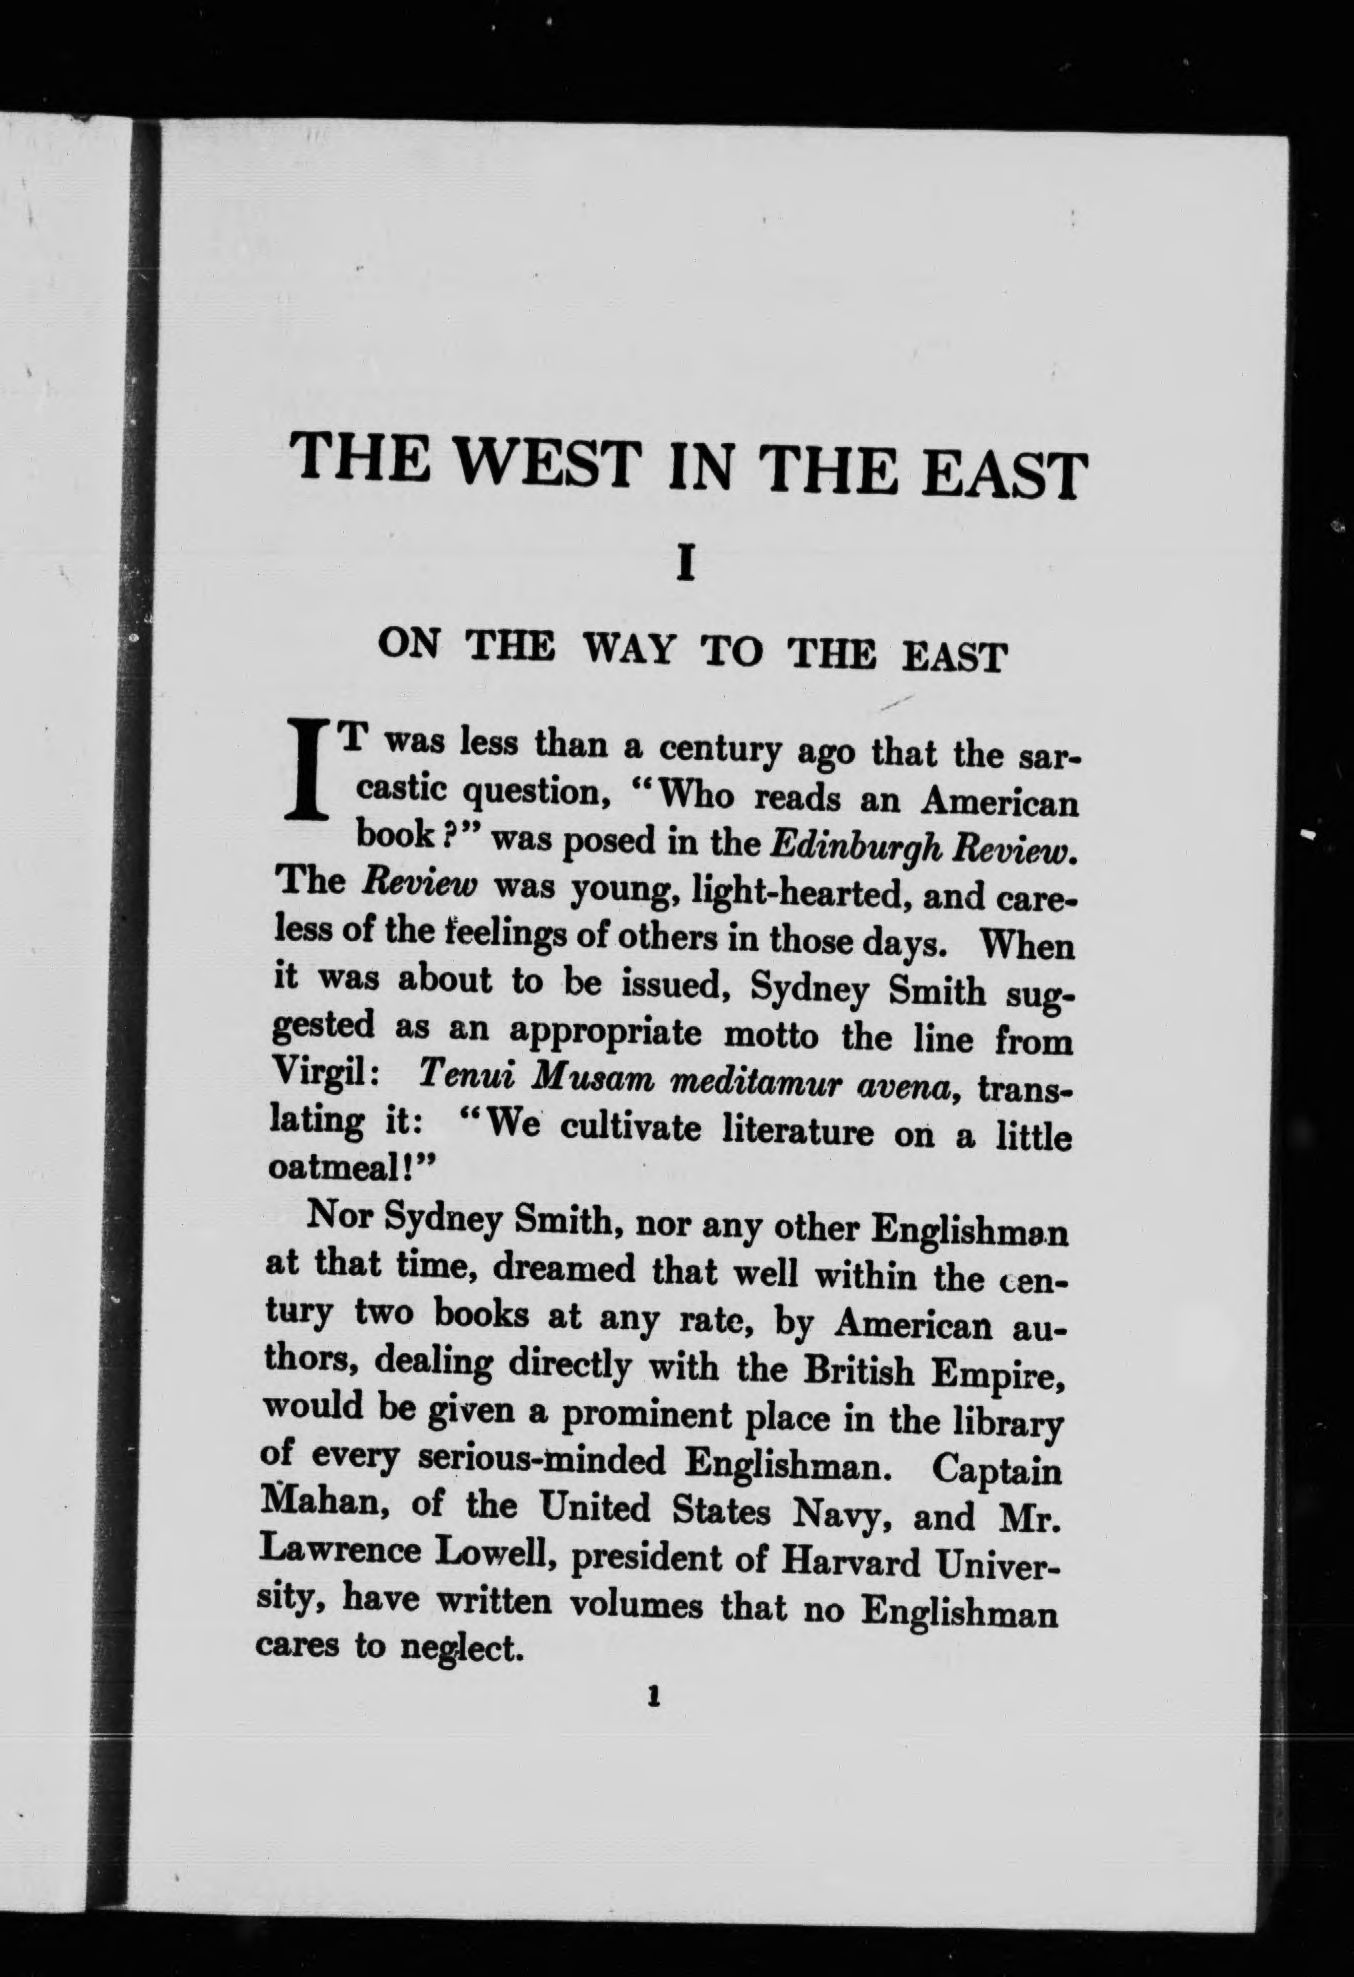 THE WEST IN THE EAST
I
ON THE WAY TO THE EAST
IT was less than a century ago that the sar-
castic question, “Who reads an American
book?” was posed in the Edinburgh Review.
The Review was young, light-hearted, and care-
less of the feelings of others in those days. When
it was about to be issued, Sydney Smith sug-
gested as an appropriate motto the line from
Virgil: Tenui Musam meditamur avena, trans-
lating it: “We cultivate literature on a little
oatmeal!”
Nor Sydney Smith, nor any other Englishman
at that time, dreamed that well within the cen-
tury two books at any rate, by American au-
thors, dealing directly with the British Empire,
would be given a prominent place in the library
of every serious-minded Englishman. Captain
Mahan, of the United States Navy, and Mr.
Lawrence Lowell, president of Harvard Univer-
sity, have written volumes that no Englishman
cares to neglect.
1